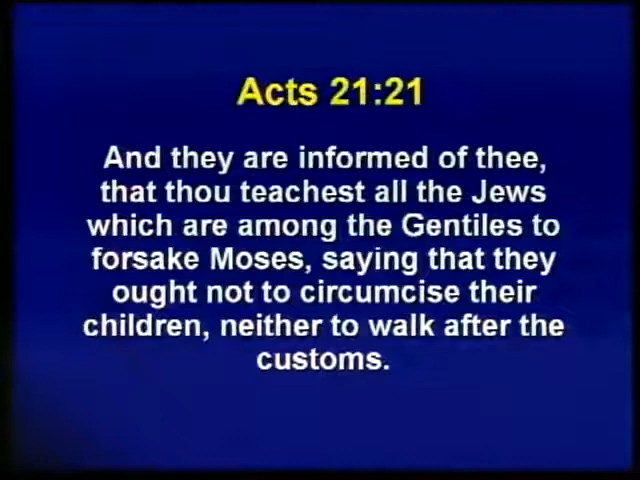 Acts 21:21
And they are informed of thee,
that thou teachest all the Jews
which are among the Gentiles to
forsake Moses, saying that they
ought not to circumcise their
children, neither to walk after the
customs.